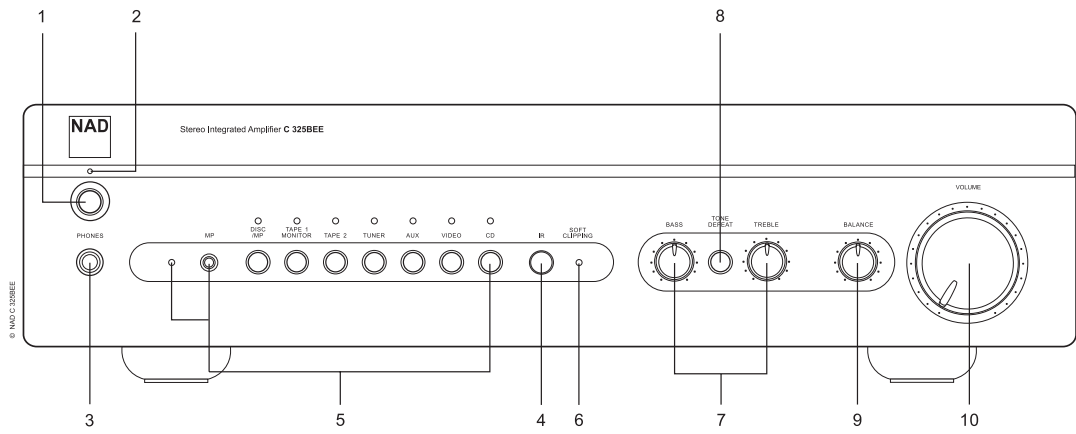 1
2
8
NAD
Stereo Integrated Amplifier C 325BEE
VOLUME
PHONES
MP
DISC
/MP
TAPE 1
MONITOR
TAPE 2
TUNER
AUX
VIDEO
CD
IR
SOFT
CLIPPING
BASS
TONE
DEFEAT
TREBLE
BALANCE
© NAD C 325BEE
3
5
4
6
7
9
10